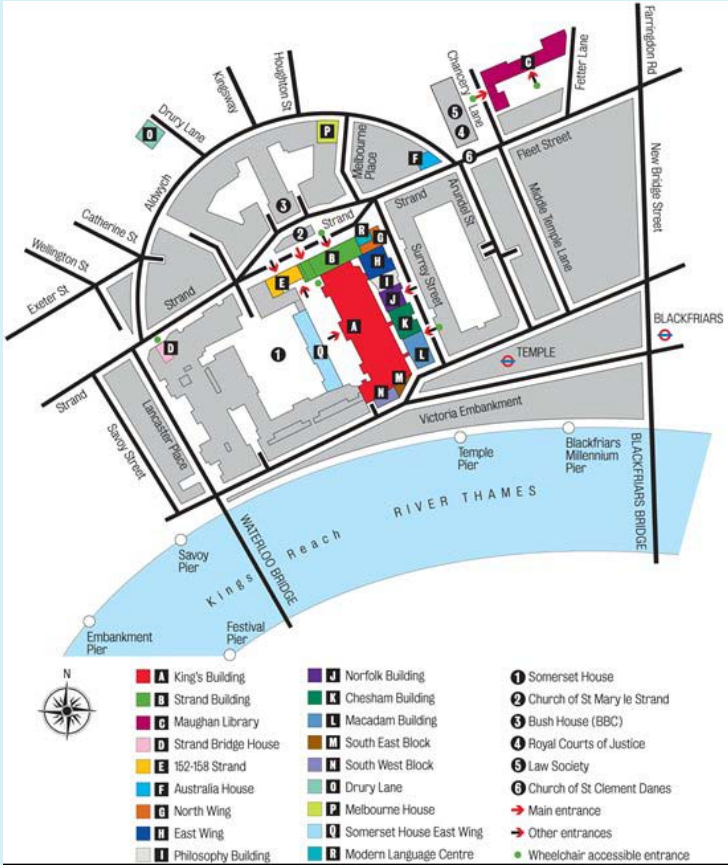 Farringdon Rd
Fetter Lane
Chancery Lane
C
Houghton St
Kingsway
Drury Lane
O
P
5
4
Melbourne Place
F
6
Fleet Street
New Bridge Street
Aldwych
3
Catherine St
Strand
2
Strand
Arundel St
Middle Temple Lane
Wellington St
R
G
B
H
Exeter St
Strand
E
I
Surrey Street
J
A
K
BLACKFRIARS
D
1
Q
L
TEMPLE
M
N
Strand
Lancaster Place
Savoy Street
Victoria Embankment
Temple Pier
Blackfriars Millennium Pier
BLACKFRIARS BRIDGE
RIVER THAMES
Kings Reach
WATERLOO BRIDGE
Savoy Pier
Embankment Pier
Festival Pier
N
A King's Building
B Strand Building
C Maughan Library
D Strand Bridge House
E 152-158 Strand
F Australia House
G North Wing
H East Wing
I Philosophy Building
J Norfolk Building
K Chesham Building
L Macadam Building
M South East Block
N South West Block
O Drury Lane
P Melbourne House
Q Somerset House East Wing
R Modern Language Centre
1 Somerset House
2 Church of St Mary le Strand
3 Bush House (BBC)
4 Royal Courts of Justice
5 Law Society
6 Church of St Clement Danes
Main entrance
Other entrances
Wheelchair accessible entrance